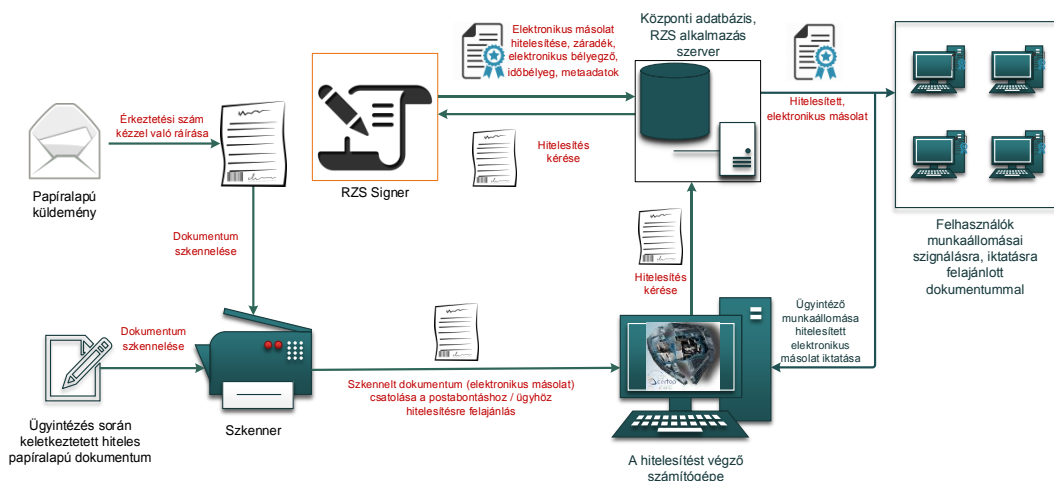 Elektronikus másolat
hitelesítése, záradék,
elektronikus bélyegző,
időbélyeg, metaadatok
Központi adatbázis,
RZS alkalmazás
szerver
Hitelesített,
elektronikus másolat
Érkeztetési szám
kézzel való ráírása
Papíralapú
küldemény
RZS Signer
Hitelesítés
kérése
Felhasználók
munkaállomásai
szignálásra, iktatásra
felajánlott
dokumentummal
Dokumentum
szkennelése
Hitelesítés
kérése
Ügyintéző
munkaállomása
hitelesített
elektronikus
másolat iktatása
Dokumentum
szkennelése
Szkennelt dokumentum (elektronikus másolat)
csatolása a postabontáshoz / ügyhöz
hitelesítésre felajánlás
Ügyintézés során
keletkeztetett hiteles
papíralapú dokumentum
Szkenner
A hitelesítést végző
számítógépe